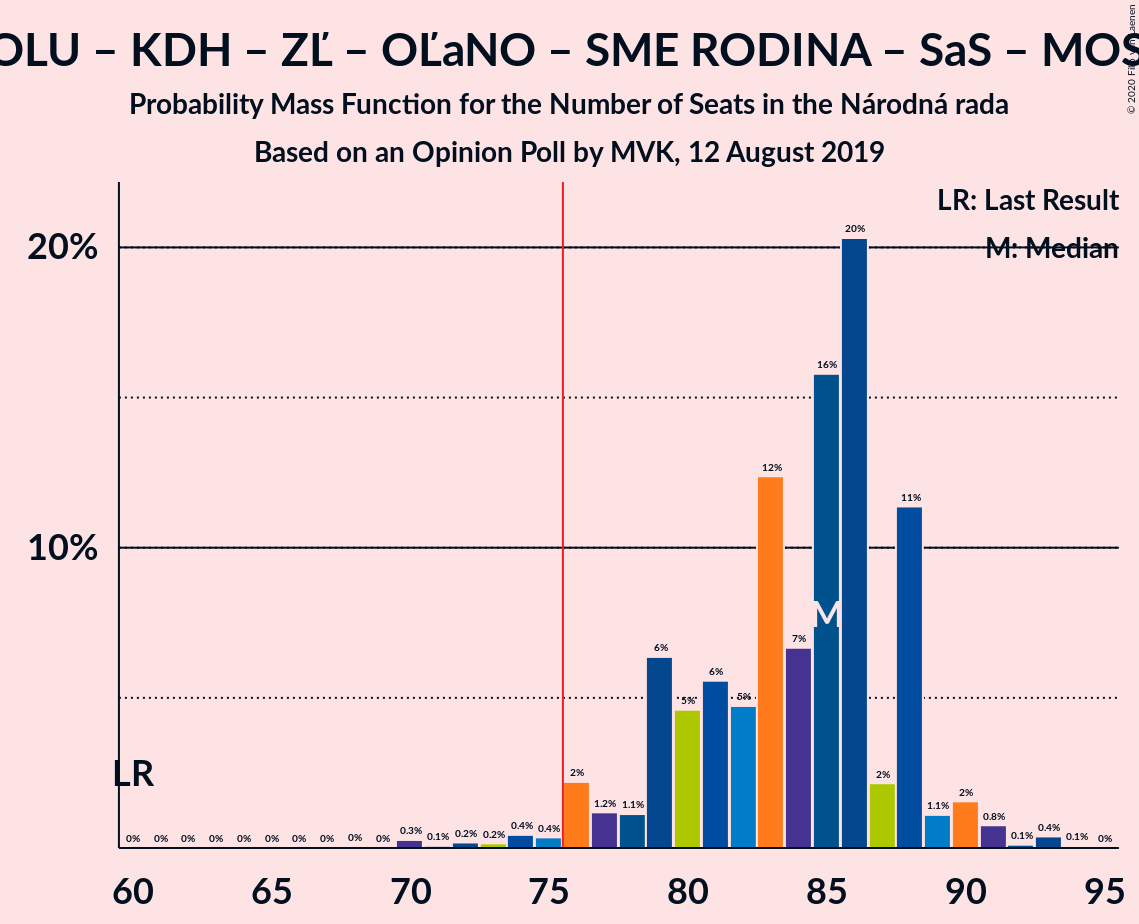 OLU – KDH – ZĽ – OĽaNO – SME RODINA – SaS – MOS
Probability Mass Function for the Number of Seats in the Národná rada
Based on an Opinion Poll by MVK, 12 August 2019
© 2020
LR: Last Result
M: Median
20%
10%
20%
16%
12%
11%
M
7%
6%
6%
5%
5%
LR
2%
2%
2%
1.2%
1.1%
1.1%
0.8%
0% 0% 0% 0% 0% 0% 0% 0% 0% 0% 0.3% 0.1% 0.2% 0.2% 0.4% 0.4%
0.1% 0.4% 0.1% 0%
60 65 70 75 80 85 90 95